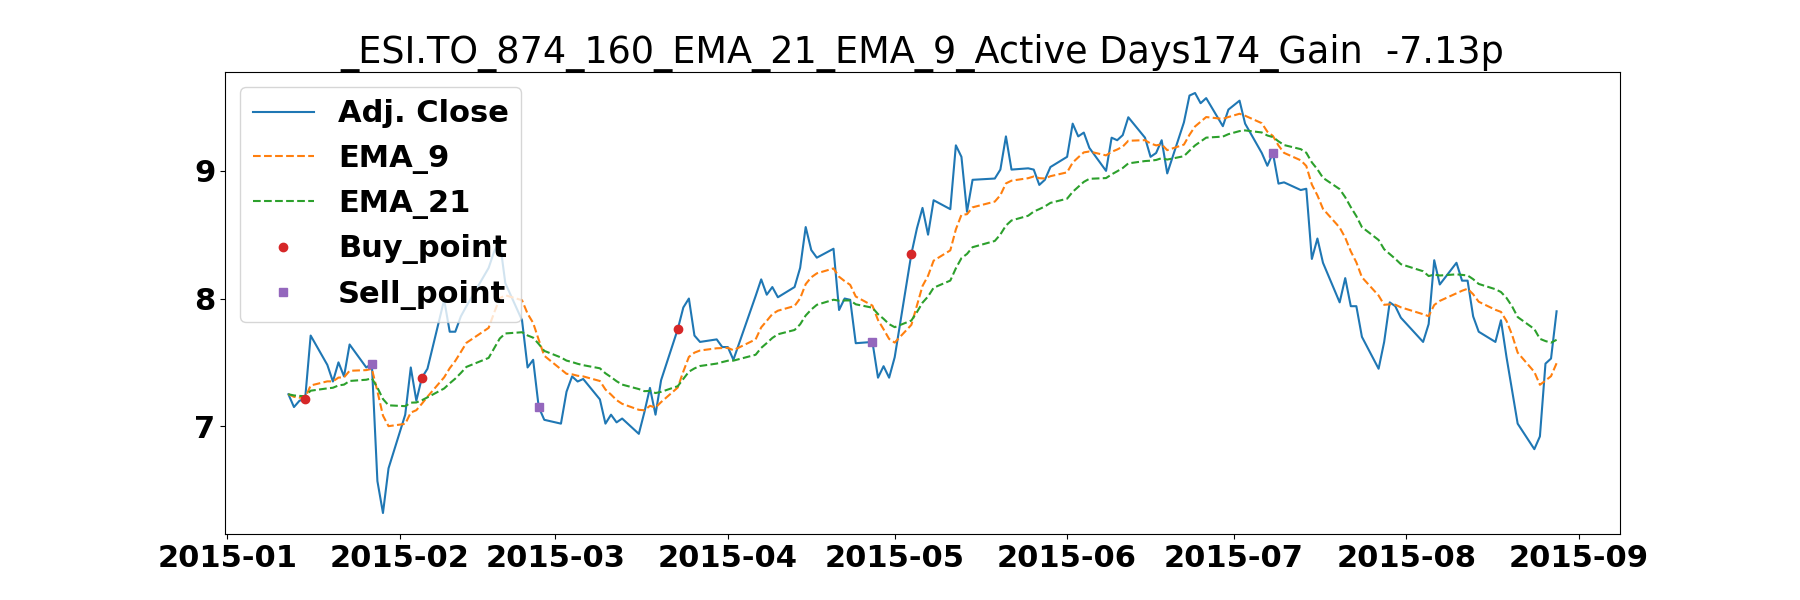 _ESI.TO_874_160_EMA_21_EMA_9_Active Days174_Gain  -7.13p
Adj. Close
EMA_9
EMA_21
Buy_point
Sell_point
9
8
7
2015-01 2015-02 2015-03 2015-04 2015-05 2015-06 2015-07 2015-08 2015-09